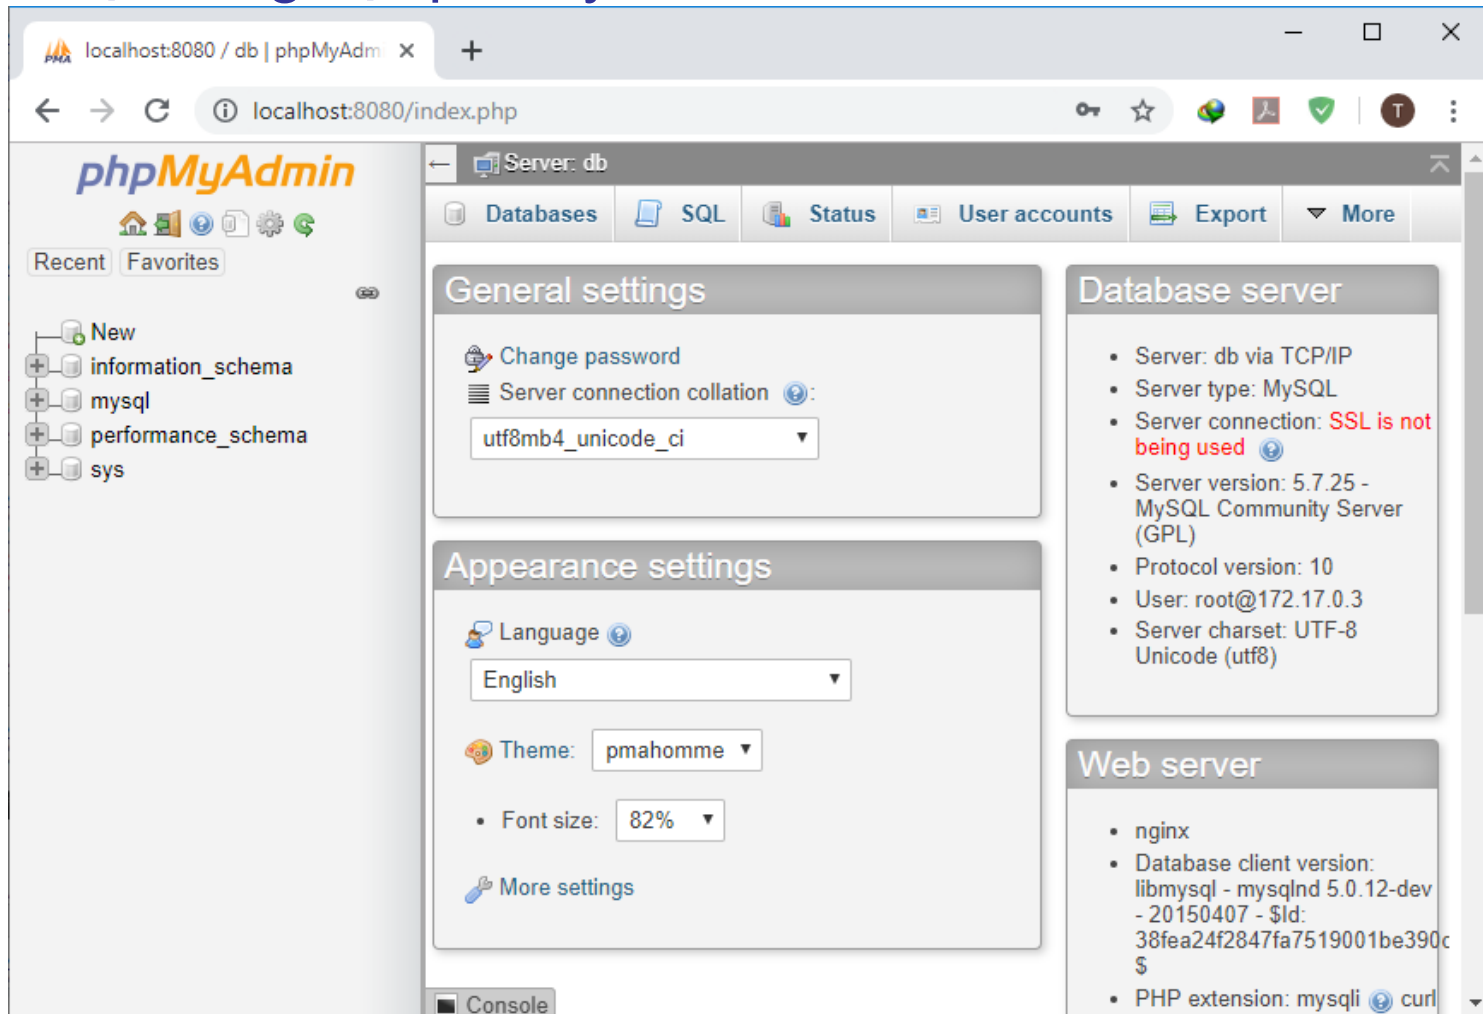 localhost:8080 / db | phpMyAdm
localhost:8080/index.php
T
PMA
phpMyAdmin
Recent
Favorites
New
information_schema
mysql
performance_schema
sys
Server: db
Databases
SQL
Status
User accounts
Export
More
General settings
Change password
Server connection collation :
utf8mb4_unicode_ci
Appearance settings
Language
English
Theme:
pmahomme
Font size:
82%
More settings
Console
Database server
Server: db via TCP/IP
Server type: MySQL
Server connection: SSL is not
being used
Server version: 5.7.25 -
MySQL Community Server
(GPL)
Protocol version: 10
User: root@172.17.0.3
Server charset: UTF-8
Unicode (utf8)
Web server
nginx
Database client version:
libmysql - mysqlnd 5.0.12-dev
- 20150407 - $Id:
38fea24f2847fa7519001be390c
$
PHP extension: mysqli curl